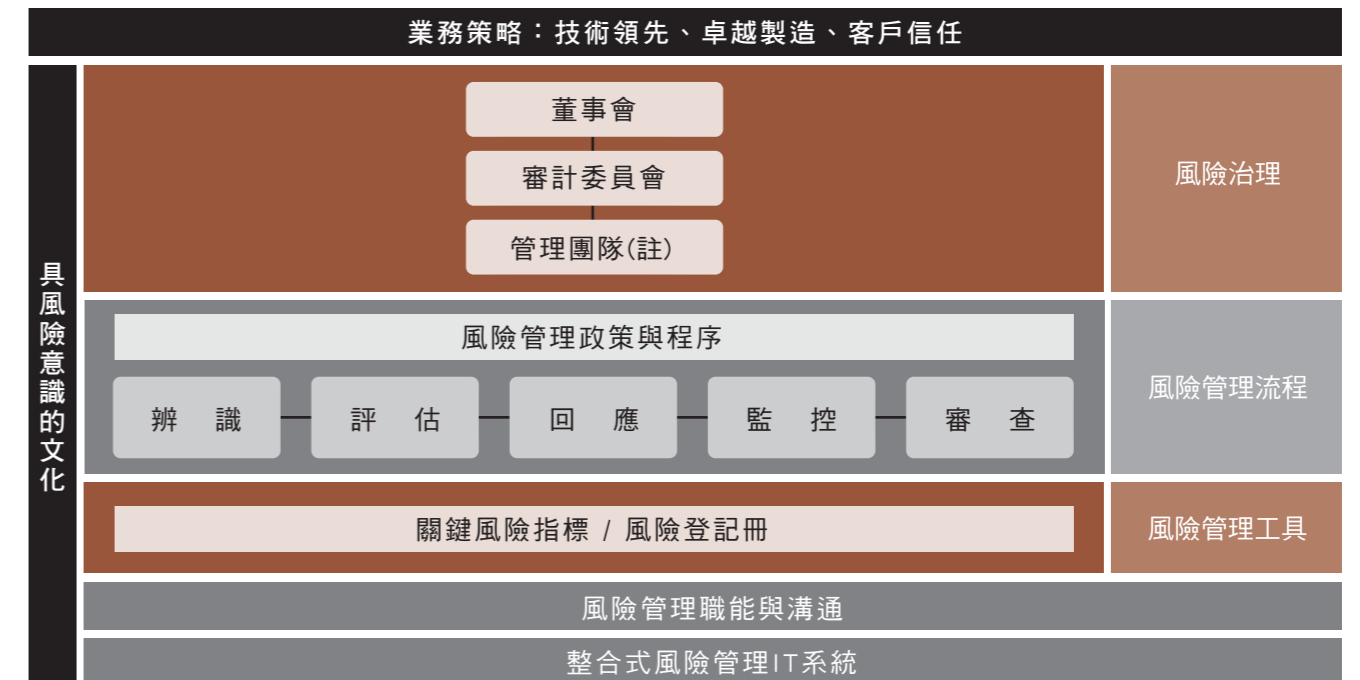 業務策略：技術領先、卓越製造、客戶信任
具風險意識的文化
董事會
審計委員會
管理團隊(註)
風險治理
風險管理政策與程序
辨 識
評 估
回 應
監 控
審 查
風險管理流程
關鍵風險指標 / 風險登記冊
風險管理工具
風險管理職能與溝通
整合式風險管理IT系統